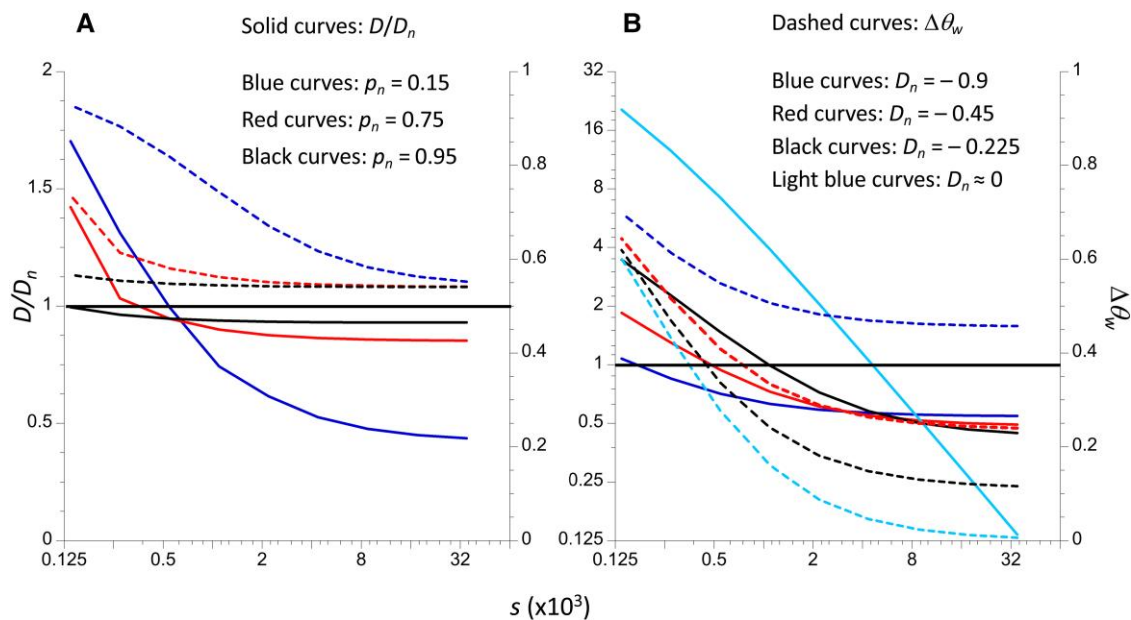 A
Solid curves: D/Dn
Blue curves: pn = 0.15
Red curves: pn = 0.75
Black curves: pn = 0.95
2
1.5
1
0.5
0
D/Dn
1
0.8
0.6
0.4
0.2
0
0.125
0.5
2
8
32
B
Dashed curves: Δθw
Blue curves: Dn = – 0.9
Red curves: Dn = – 0.45
Black curves: Dn = – 0.225
Light blue curves: Dn ≈ 0
32
16
8
4
2
1
0.5
0.25
0.125
1
0.8
0.6
0.4
0.2
0
Δθw
0.125
0.5
2
8
32
s (x10³)